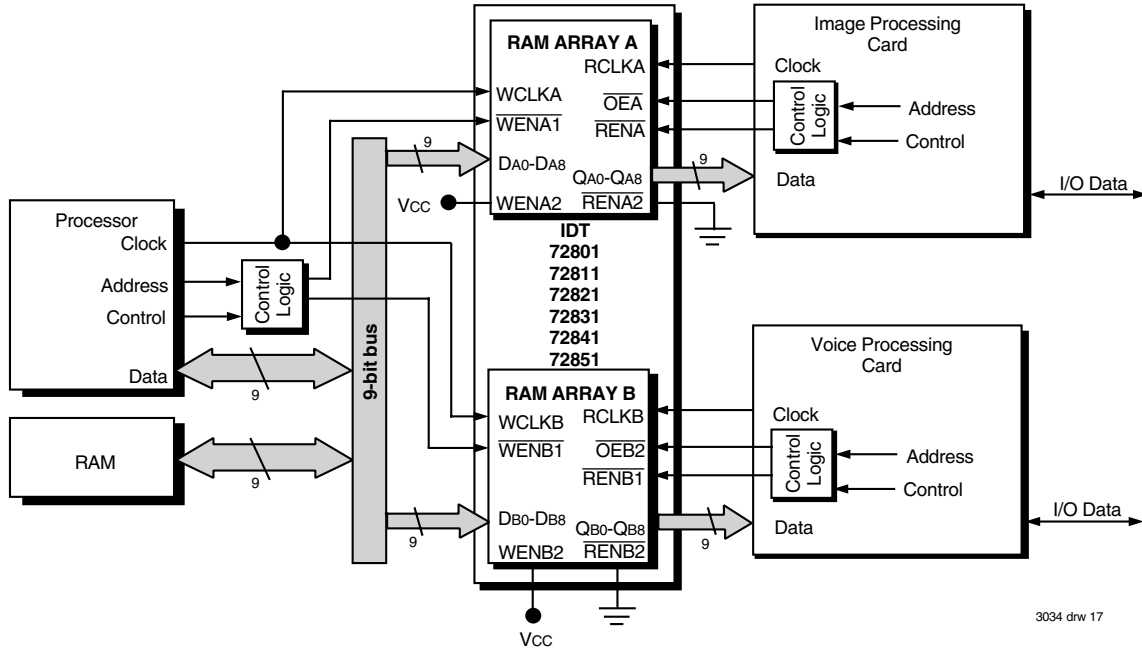 Processor
Clock
Address
Control
Data
Control Logic
RAM
9
9
9-bit bus
9
9
VCC
RAM ARRAY A
RCLKA
WCLKA
OEA
WENA1
RENA
DA0-DA8
QA0-QA8
WENA2
RENA2
9
IDT
72801
72811
72821
72831
72841
72851
RAM ARRAY B
RCLKB
WCLKB
OEB2
WENB1
RENB1
DB0-DB8
QB0-QB8
WENB2
RENB2
9
VCC
Image Processing
Card
Clock
Control Logic
Address
Control
Data
I/O Data
Voice Processing
Card
Clock
Control Logic
Address
Control
Data
I/O Data
3034 drw 17